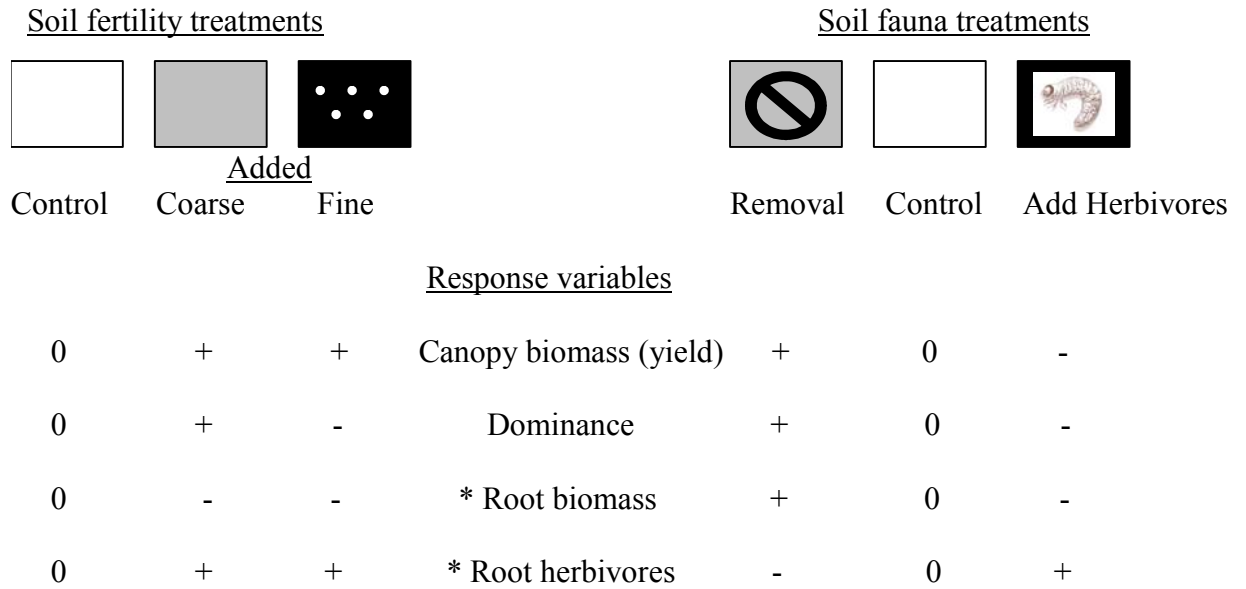 Soil fertility treatments Soil fauna treatments
Added
Control Coarse Fine Removal Control Add Herbivores
Response variables
0 + + Canopy biomass (yield) + 0 -
0 + - Dominance + 0 -
0 - - * Root biomass + 0 -
0 + + * Root herbivores - 0 +